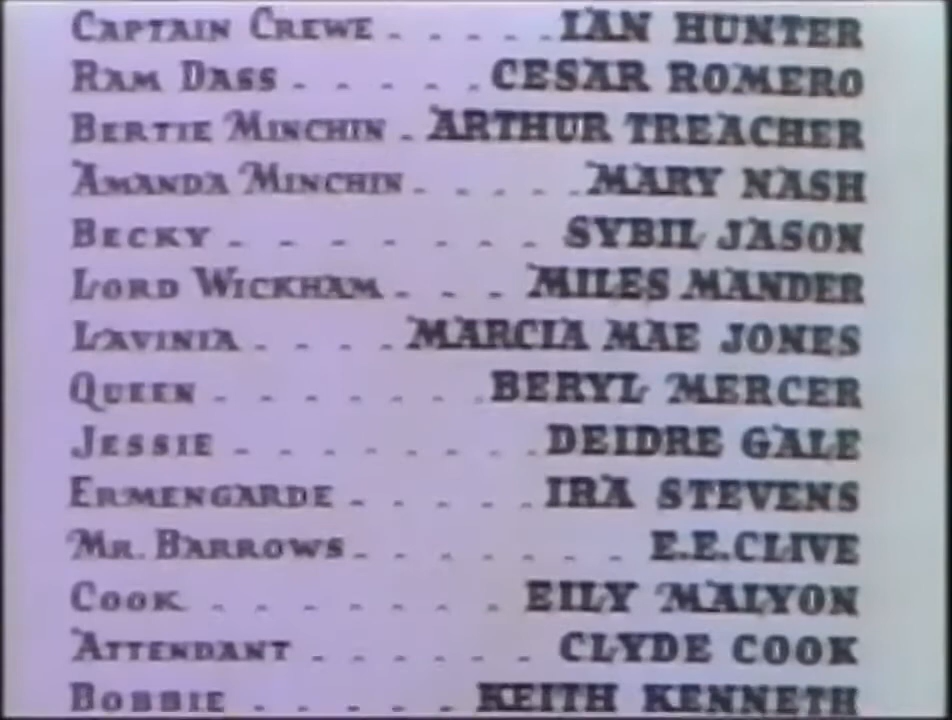 CAPTAIN CREWE . . . . . IAN HUNTER
RAM DASS . . . . . CESAR ROMERO
BERTIE MINCHIN . ARTHUR TREACHER
AMANDA MINCHIN . . . . . MARY NASH
BECKY . . . . . . . SYBIL JASON
LORD WICKHAM . . . MILES MANDER
LAVINIA . . . . MARCIA MAE JONES
QUEEN . . . . . . . BERYL MERCER
JESSIE . . . . . . . . DEIDRE GALE
ERMENGARDE . . . . . IRA STEVENS
MR. BARROWS . . . . . . . E.E.CLIVE
COOK . . . . . . . EILY MALYON
ATTENDANT . . . . . . CLYDE COOK
BOBBIE . . . . . KEITH KENNETH